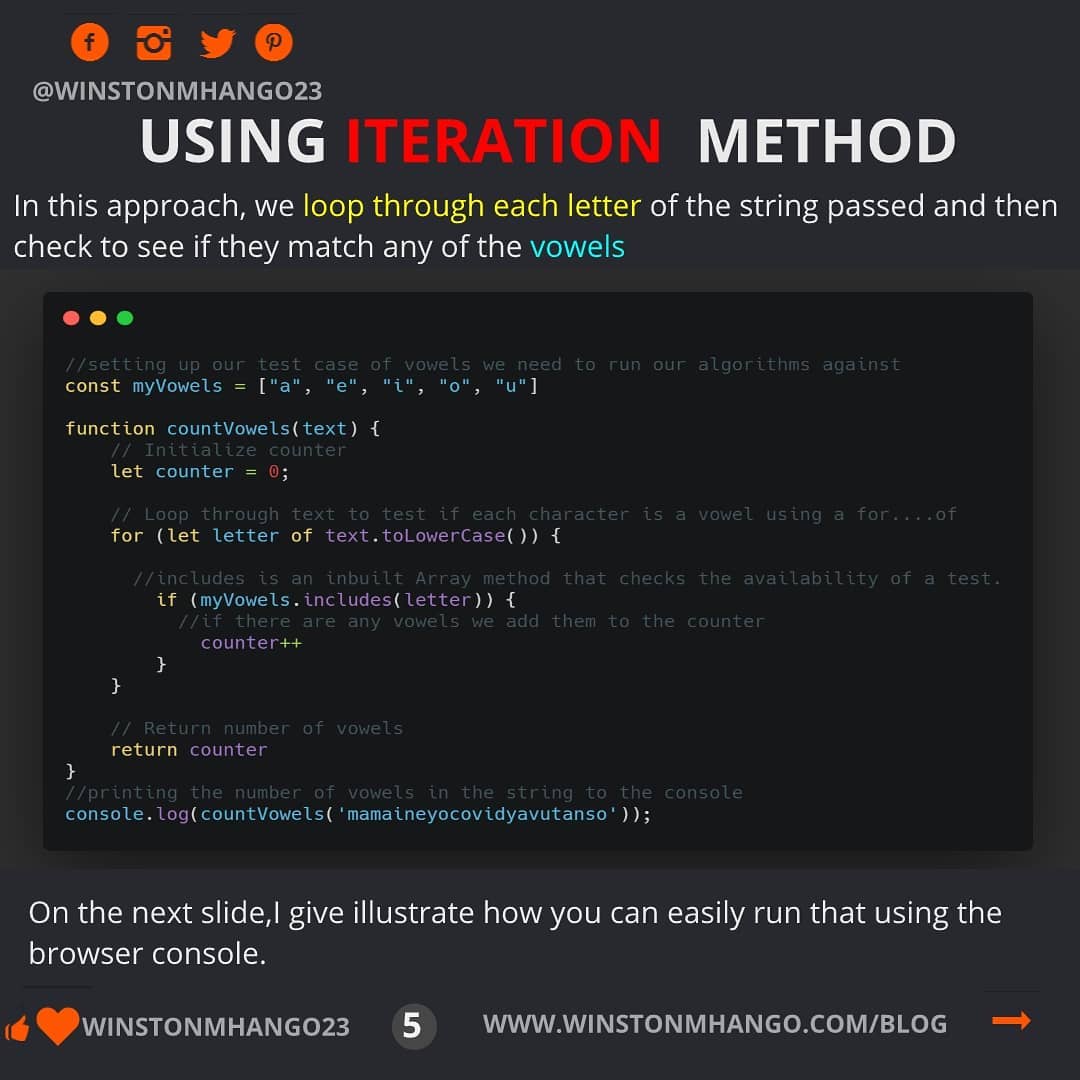 @WINSTONMHANGO23
USING ITERATION METHOD
In this approach, we loop through each letter of the string passed and then
check to see if they match any of the vowels
//setting up our test case of vowels we need to run our algorithms against
const myVowels = ["a", "e", "i", "o", "u"]
function countVowels(text) {
// Initialize counter
let counter = 0;
// Loop through text to test if each character is a vowel using a for....of
for (let letter of text.toLowerCase()) {
//includes is an inbuilt Array method that checks the availability of a test.
if (myVowels.includes(letter)) {
//if there are any vowels we add them to the counter
counter++
}
}
// Return number of vowels
return counter
}
//printing the number of vowels in the string to the console
console.log(countVowels('mamaineyocovidyavutanso'));
On the next slide,I give illustrate how you can easily run that using the
browser console.
WINSTONMHANGO23
5
WWW.WINSTONMHANGO.COM/BLOG